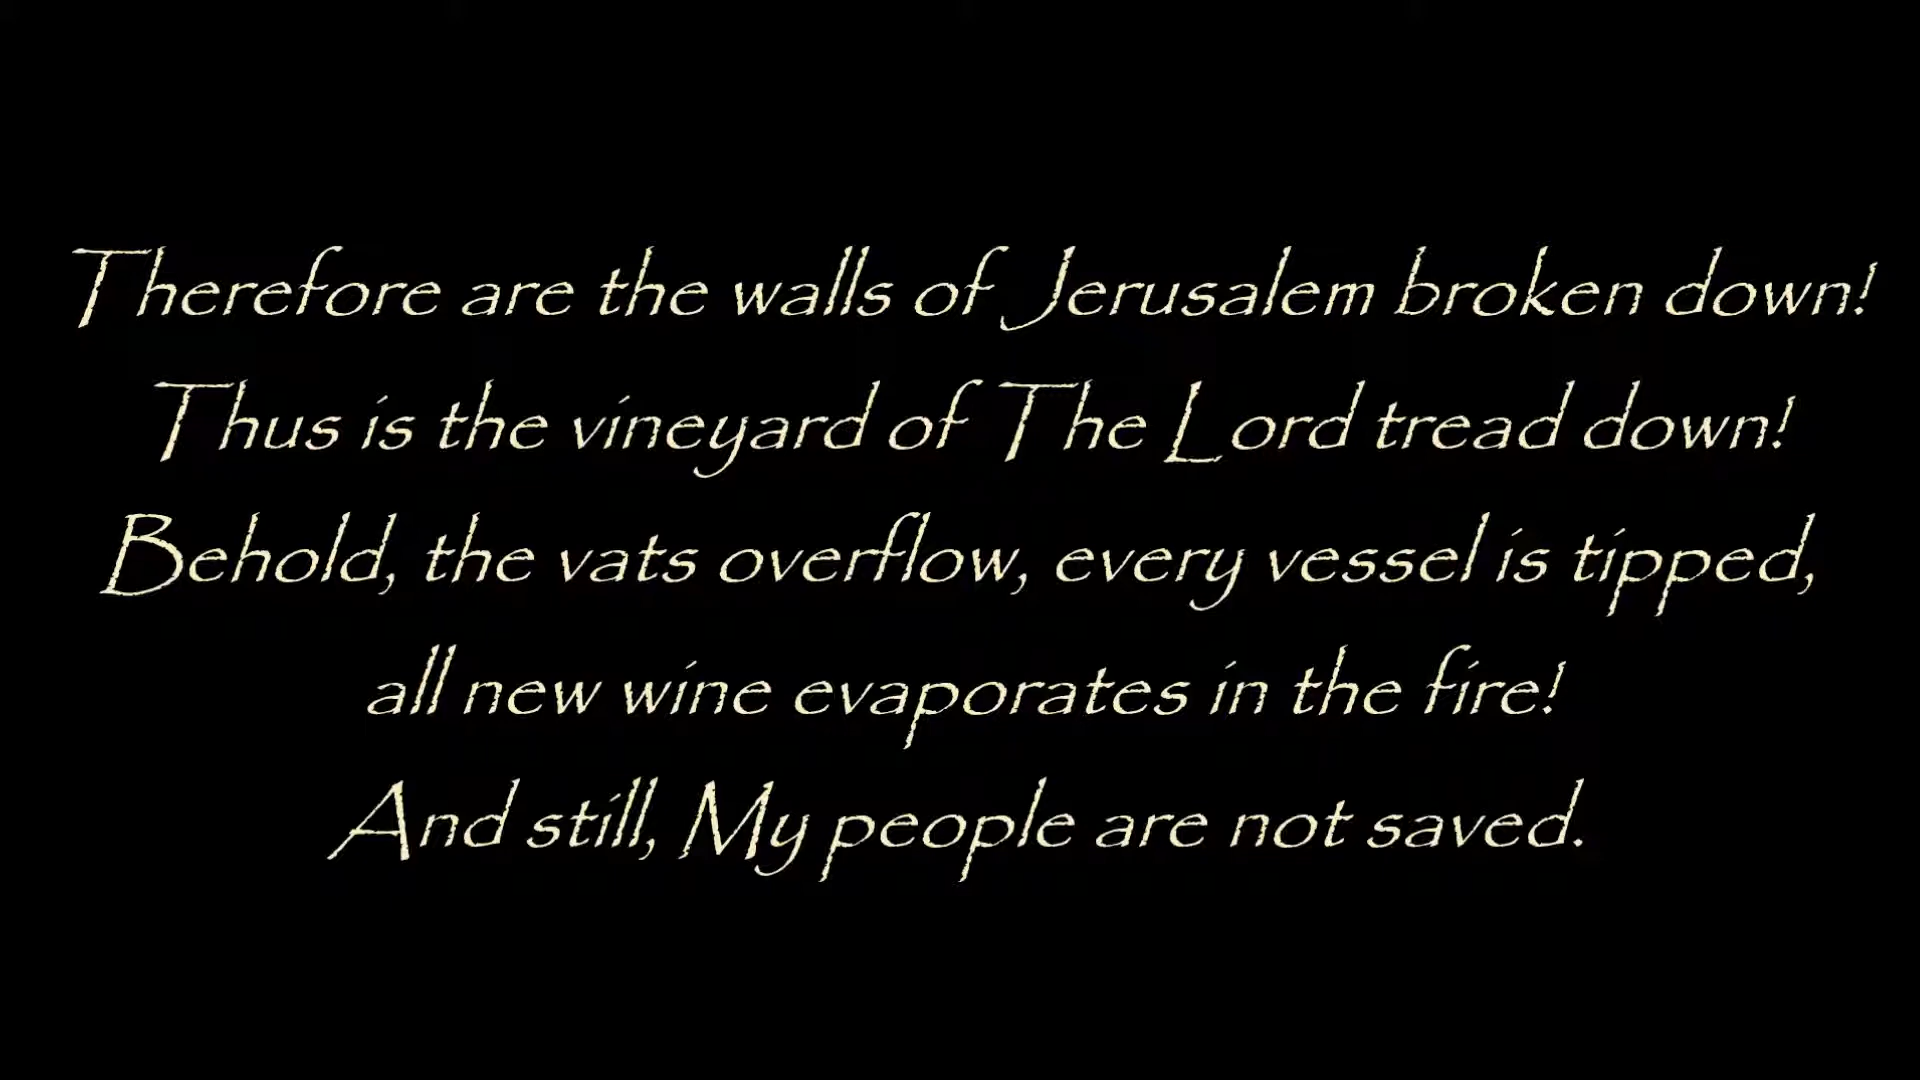 Therefore are the walls of Jerusalem broken down!
Thus is the vineyard of The Lord tread down!
Behold, the vats overflow, every vessel is tipped,
all new wine evaporates in the fire!
And still, My people are not saved.